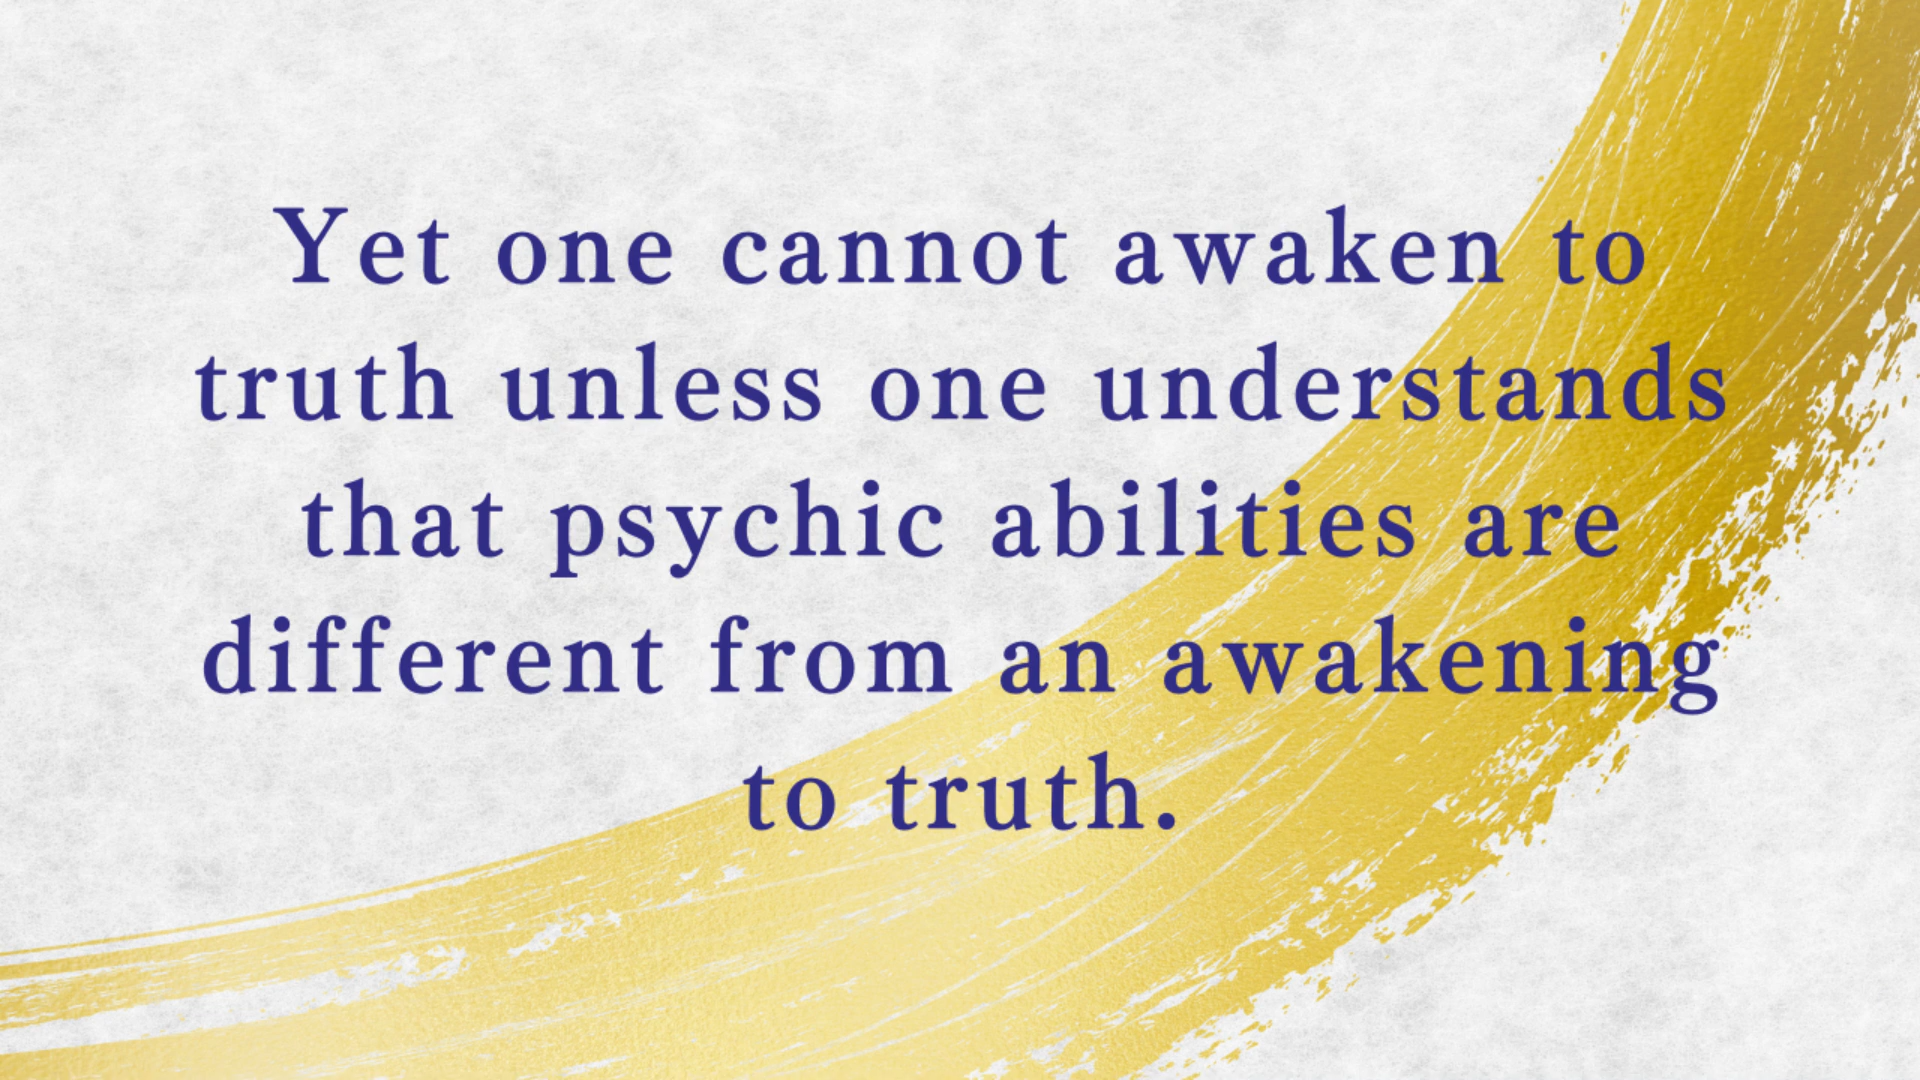 Yet one cannot awaken to
truth unless one understands
that psychic abilities are
different from an awakening
to truth.